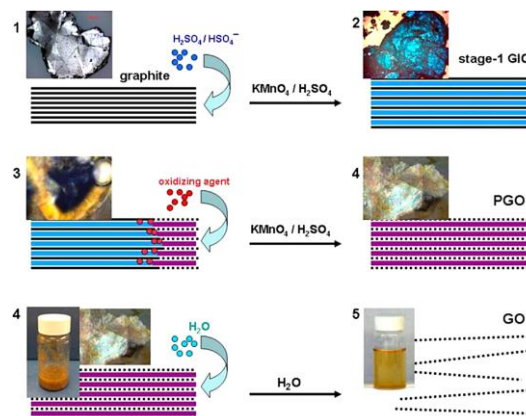 1
H₂SO₄ / HSO₄⁻
graphite
KMnO₄ / H₂SO₄
2
stage-1 GIC
3
oxidizing agent
KMnO₄ / H₂SO₄
4
PGO
4
H₂O
H₂O
5
GO